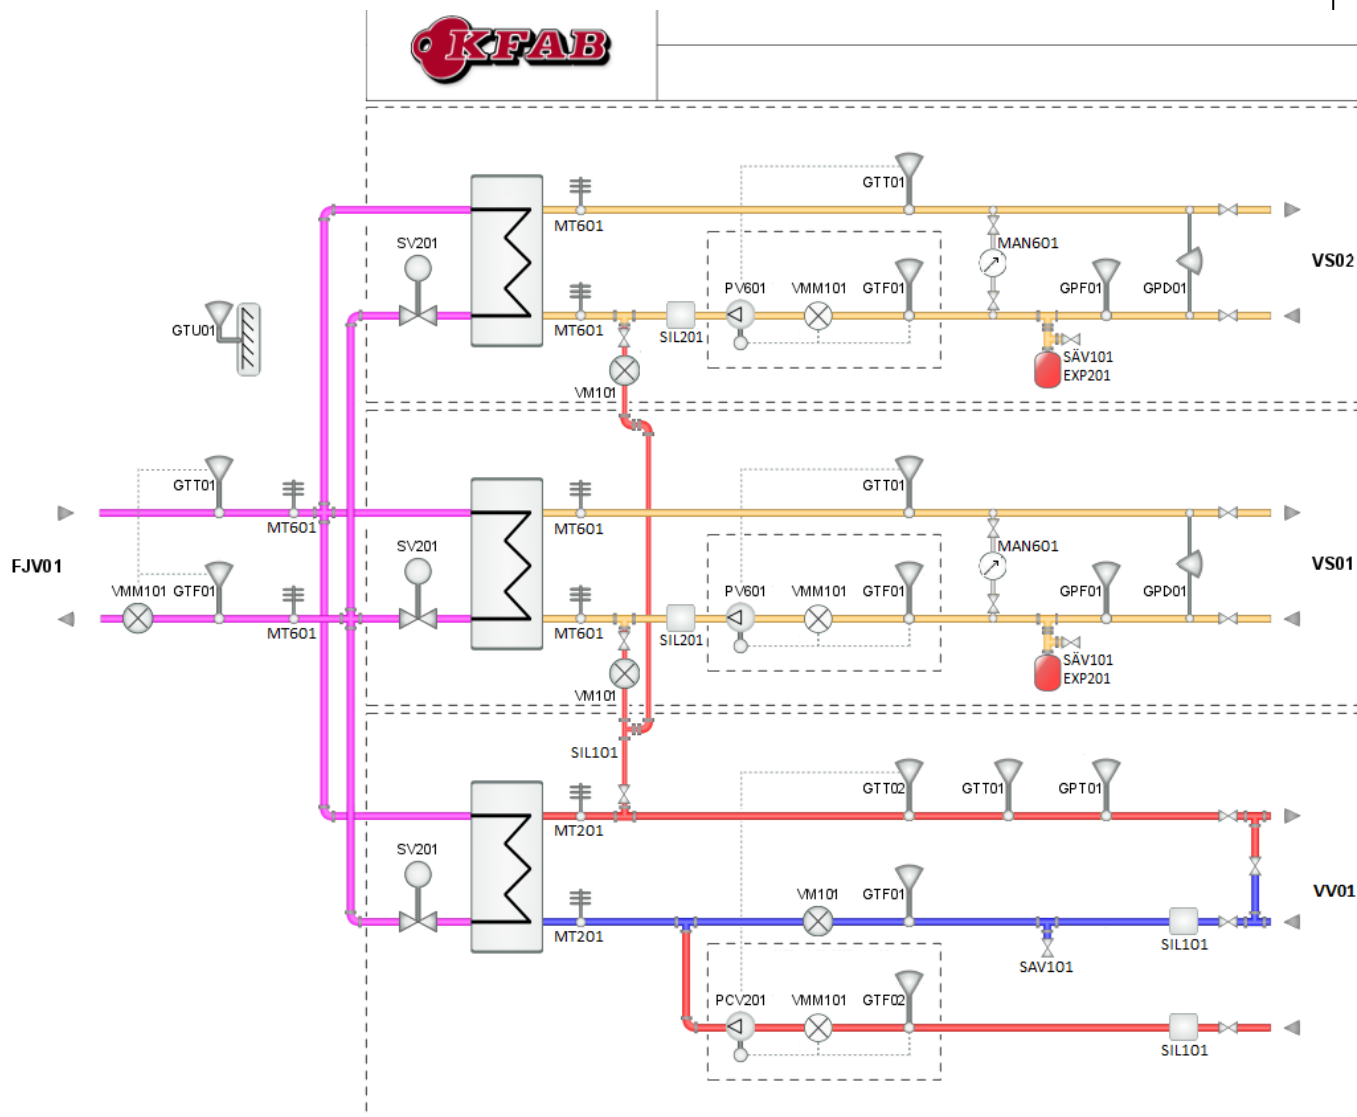 KFAB
GTT01
MT601
SV201
MAN601
VS02
PV601
VMM101
GTF01
GPF01
GPD01
GTU01
MT601
SIL201
SÄV101
EXP201
VM101
GTT01
GTT01
MT601
MT601
SV201
MAN601
FJV01
VS01
VMM101
GTF01
PV601
VMM101
GTF01
GPF01
GPD01
MT601
MT601
SIL201
SÄV101
EXP201
VM101
SIL101
GTT02
GTT01
GPT01
MT201
SV201
VM101
GTF01
VV01
MT201
SIL101
SAV101
PCV201
VMM101
GTF02
SIL101